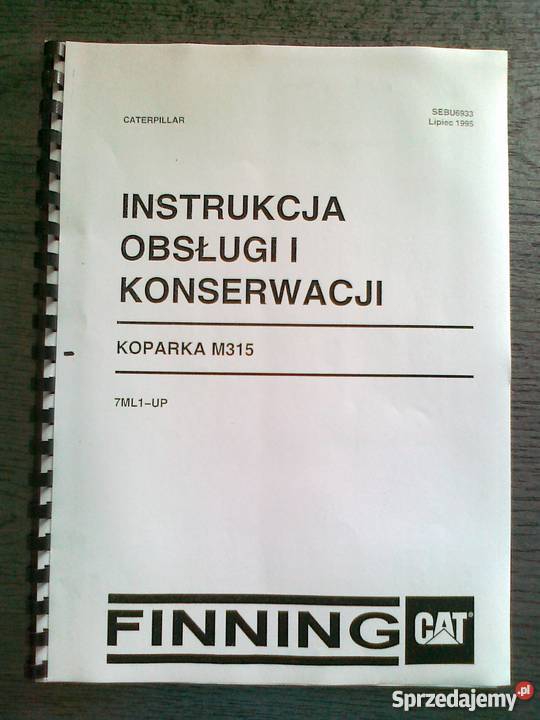 CATERPILLAR
SEBU6933
Lipiec 1995
INSTRUKCJA
OBSŁUGI I
KONSERWACJI
KOPARKA M315
7ML1-UP
FINNING CAT®
Sprzedajemy.pl